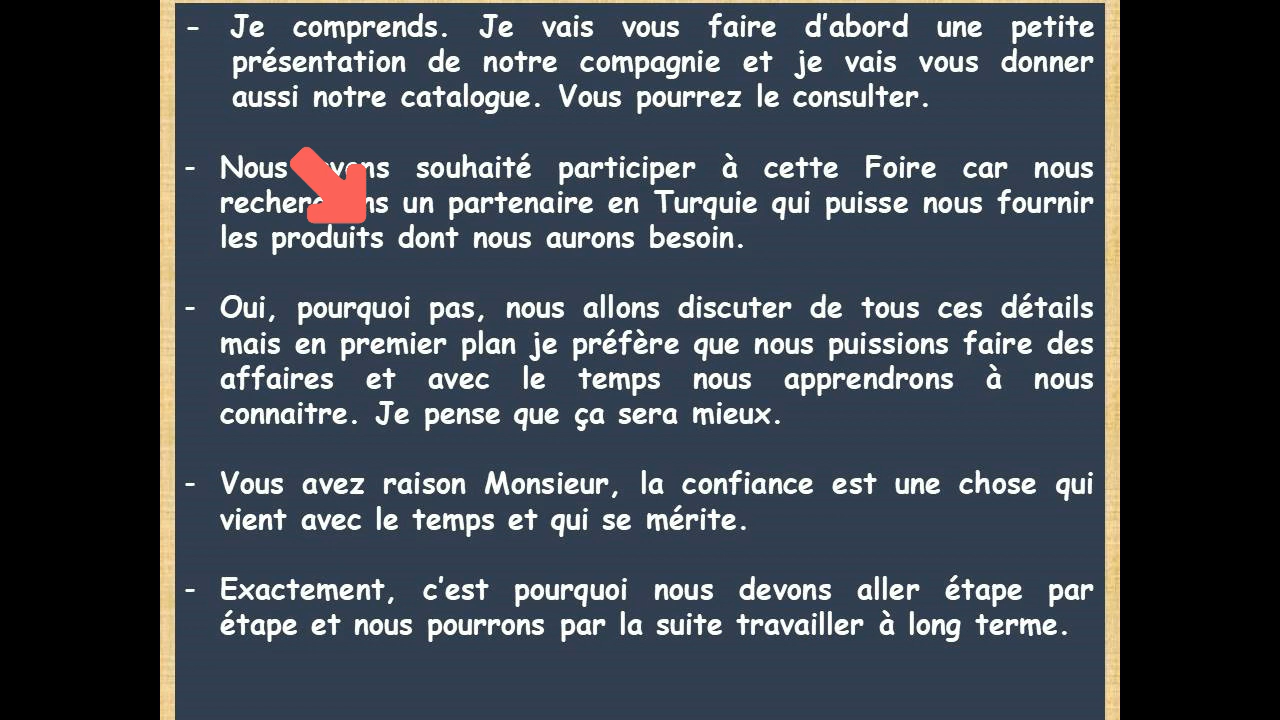 - Je comprends. Je vais vous faire d'abord une petite
présentation de notre compagnie et je vais vous donner
aussi notre catalogue. Vous pourrez le consulter.
- Nous souhaité participer à cette Foire car nous
un partenaire en Turquie qui puisse nous fournir
les produits dont nous aurons besoin.
- Oui, pourquoi pas, nous allons discuter de tous ces détails
mais en premier plan je préfère que nous puissions faire des
affaires et avec le temps nous apprendrons à nous
connaitre. Je pense que ça sera mieux.
- Vous avez raison Monsieur, la confiance est une chose qui
vient avec le temps et qui se mérite.
- Exactement, c'est pourquoi nous devons aller étape par
étape et nous pourrons par la suite travailler à long terme.